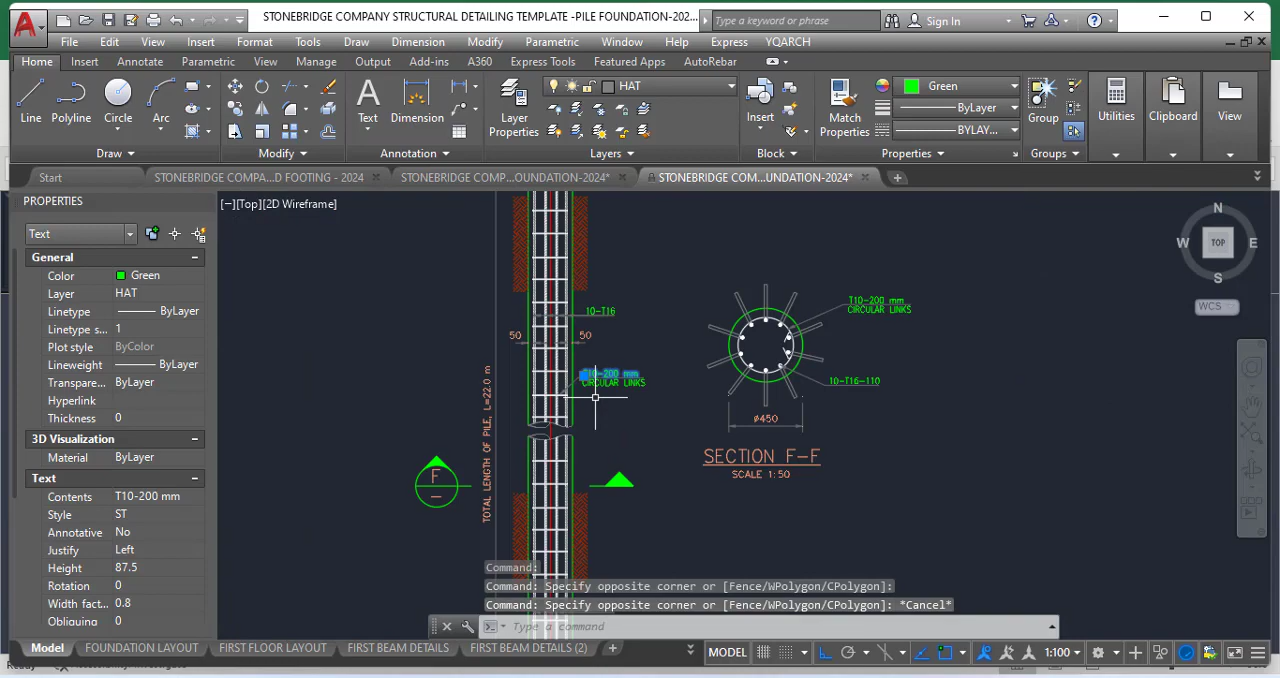 STONEBRIDGE COMPANY STRUCTURAL DETAILING TEMPLATE -PILE FOUNDATION-202...
Type a keyword or phrase
Sign In
File Edit View Insert Format Tools Draw Dimension Modify Parametric Window Help Express YQARCH
Home Insert Annotate Parametric View Manage Output Add-ins A360 Express Tools Featured Apps AutoRebar
HAT
Green
Line Polyline Circle Arc
Text Dimension
Layer Properties
Insert
Match Properties
ByLayer
BYLAY...
Group
Utilities
Clipboard
View
Draw Modify Annotation Layers Block Properties Groups
Start
STONEBRIDGE COMPA...D FOOTING - 2024
STONEBRIDGE COMP...OUNDATION-2024*
STONEBRIDGE COM...UNDATION-2024*
PROPERTIES
[−][Top][2D Wireframe]
Text
General
Color Green
Layer HAT
Linetype ByLayer
Linetype s... 1
Plot style ByColor
Lineweight ByLayer
Transpare... ByLayer
Hyperlink
Thickness 0
3D Visualization
Material ByLayer
Text
Contents T10-200 mm
Style ST
Annotative No
Justify Left
Height 87.5
Rotation 0
Width fact... 0.8
Obliquing 0
N
W TOP E
S
WCS
10-T16
50 50
T10-200 mm
CIRCULAR LINKS
TOTAL LENGTH OF PILE, L=22.0 m
F
T10-200 mm
CIRCULAR LINKS
10-T16-110
Ø450
SECTION F-F
SCALE 1:50
Command:
Command: Specify opposite corner or [Fence/WPolygon/CPolygon]:
Command: Specify opposite corner or [Fence/WPolygon/CPolygon]: *Cancel*
Type a command
Model FOUNDATION LAYOUT FIRST FLOOR LAYOUT FIRST BEAM DETAILS FIRST BEAM DETAILS (2)
MODEL
1:100